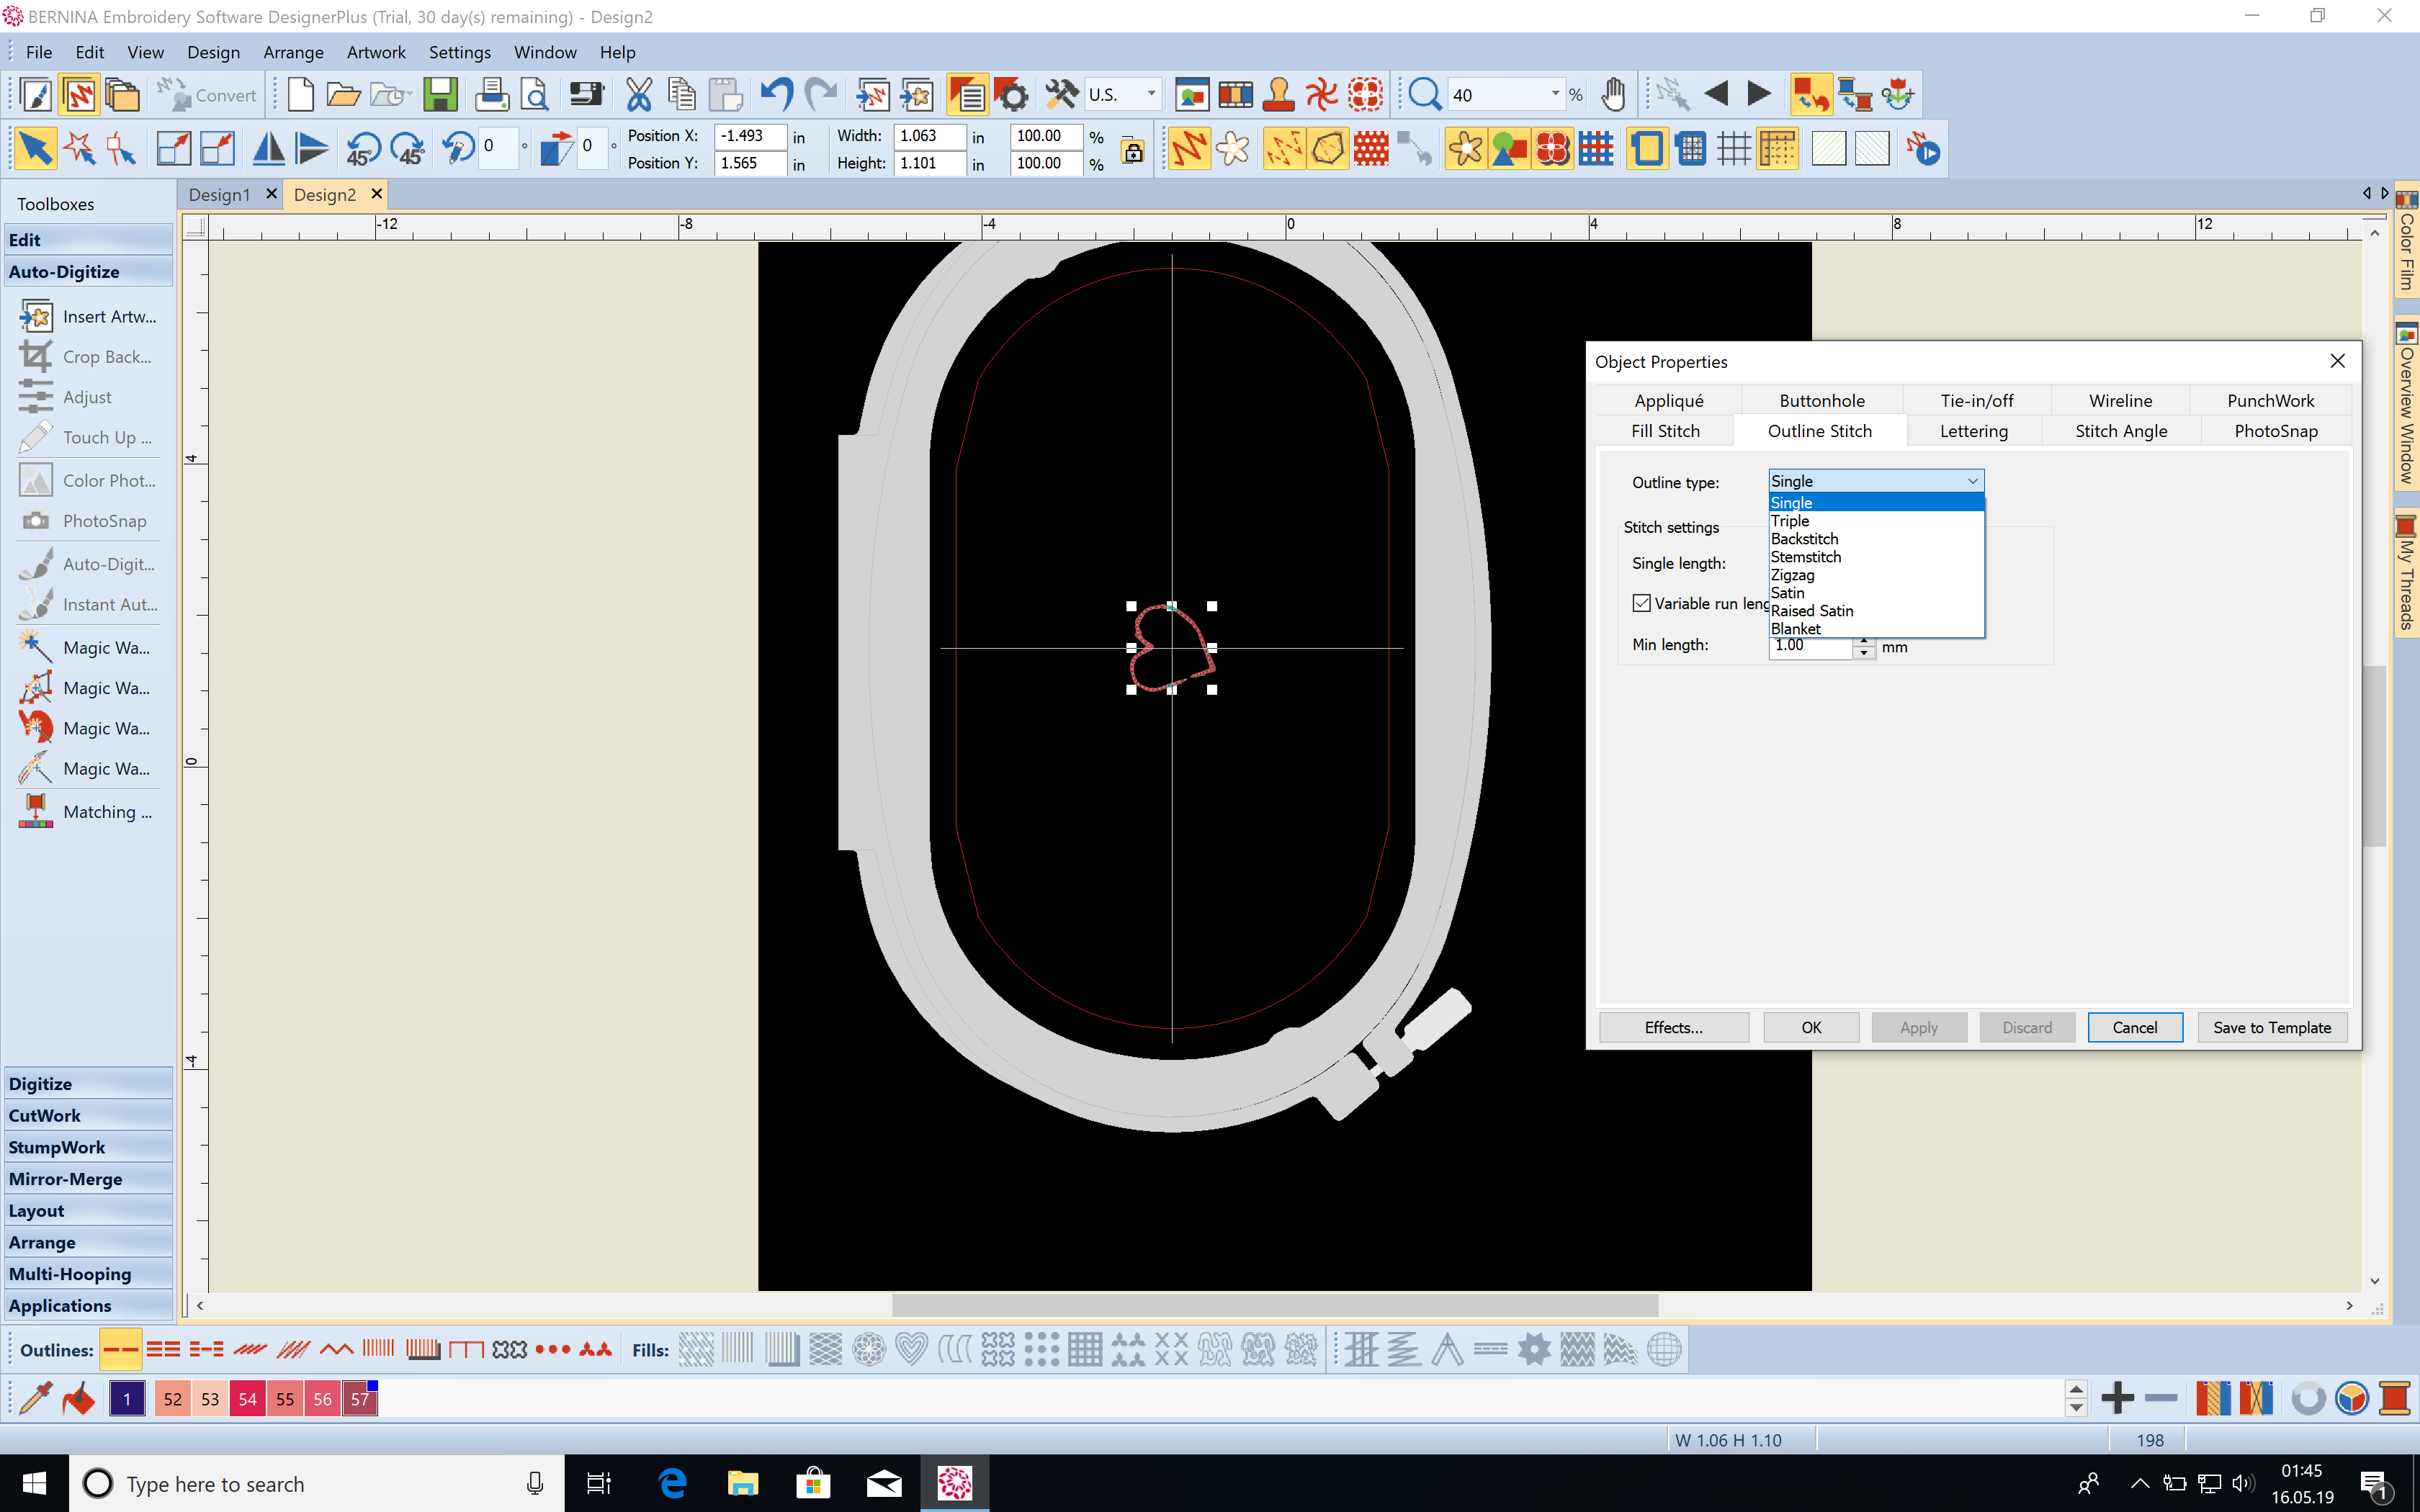 BERNINA Embroidery Software DesignerPlus (Trial, 30 day(s) remaining) - Design2
File Edit View Design Arrange Artwork Settings Window Help
Convert U.S. 40 %
45° 45° 0 ° 0 ° Position X: -1.493 in Width: 1.063 in 100.00 %
Position Y: 1.565 in Height: 1.101 in 100.00 %
Toolboxes Design1 Design2
-12 -8 -4 0 4 8 12
4
0
-4
Edit
Auto-Digitize
Insert Artw...
Crop Back...
Adjust
Touch Up ...
Color Phot...
PhotoSnap
Auto-Digit...
Instant Aut...
Magic Wa...
Magic Wa...
Magic Wa...
Magic Wa...
Matching ...
Digitize
CutWork
StumpWork
Mirror-Merge
Layout
Arrange
Multi-Hooping
Applications
Object Properties
Appliqué Buttonhole Tie-in/off Wireline PunchWork
Fill Stitch Outline Stitch Lettering Stitch Angle PhotoSnap
Outline type: Single
Single
Triple
Backstitch
Stemstitch
Zigzag
Satin
Raised Satin
Blanket
Stitch settings
Single length:
Variable run leng
Min length: 1.00 mm
Effects... OK Apply Discard Cancel Save to Template
Color Film
Overview Window
My Threads
Outlines: Fills:
1 52 53 54 55 56 57
W 1.06 H 1.10 198
Type here to search
01:45
16.05.19
1